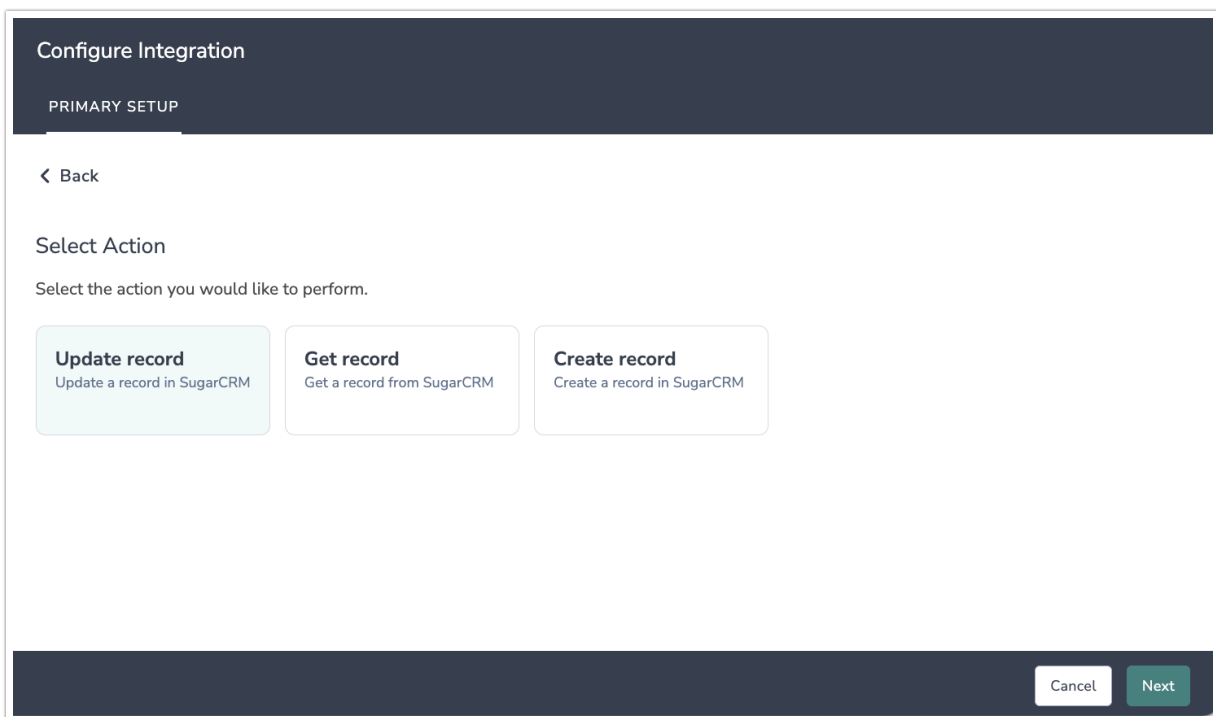 Configure Integration
PRIMARY SETUP
Back
Select Action
Select the action you would like to perform.
Update record
Update a record in SugarCRM
Get record
Get a record from SugarCRM
Create record
Create a record in SugarCRM
Cancel
Next